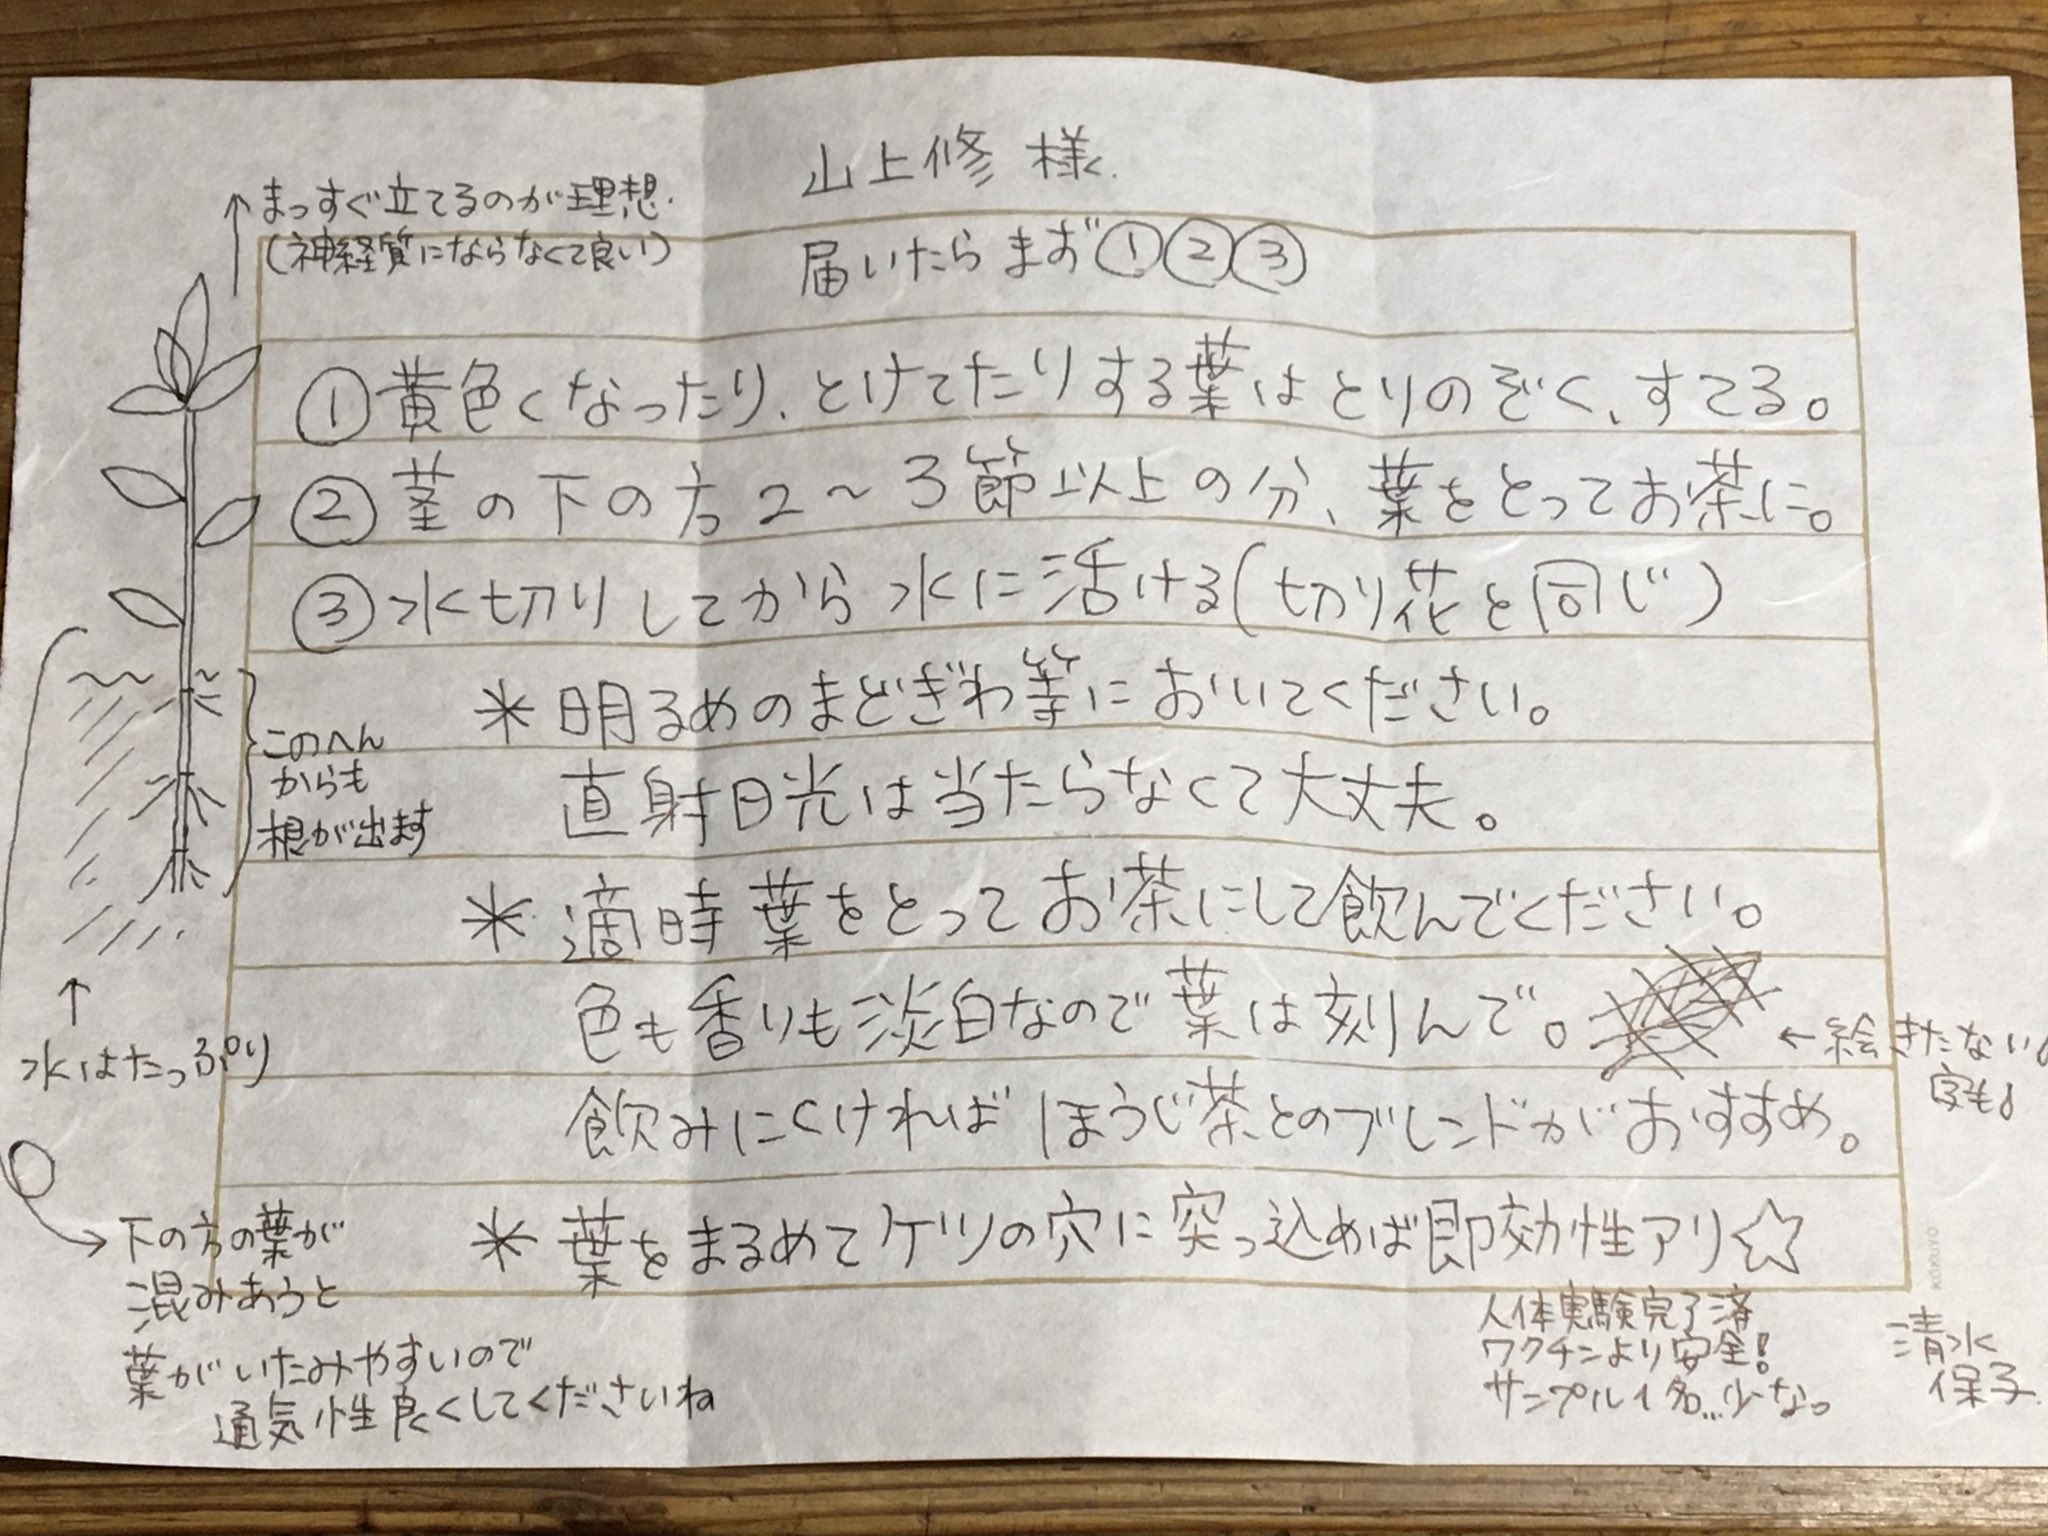 山上修 様
届いたらまず①②③
↑まっすぐ立てるのが理想.
(神経質にならなくて良い)
①黄色くなったり、とけてたりする葉はとりのぞく、すてる。
②茎の下の方2〜3節以上の分、葉をとってお茶に。
③水切りしてから水に活ける(切り花と同じ)
＊明るめのまどぎわ等においてください。
直射日光は当たらなくて大丈夫。
＊適時葉をとってお茶にして飲んでください。
色も香りも淡白なので葉は刻んで。
←絵きたない。
字も。
飲みにくければほうじ茶とのブレンドがおすすめ。
＊葉をまるめてケツの穴に突っ込めば即効性アリ☆
人体実験完了済
ワクチンより安全!
サンプル1名…少なっ
清水
保子
このへん
からも
根が出ます
↑
水はたっぷり
→下の方の葉が
混みあうと
葉がいたみやすいので
通気性良くしてくださいね
KOKUYO